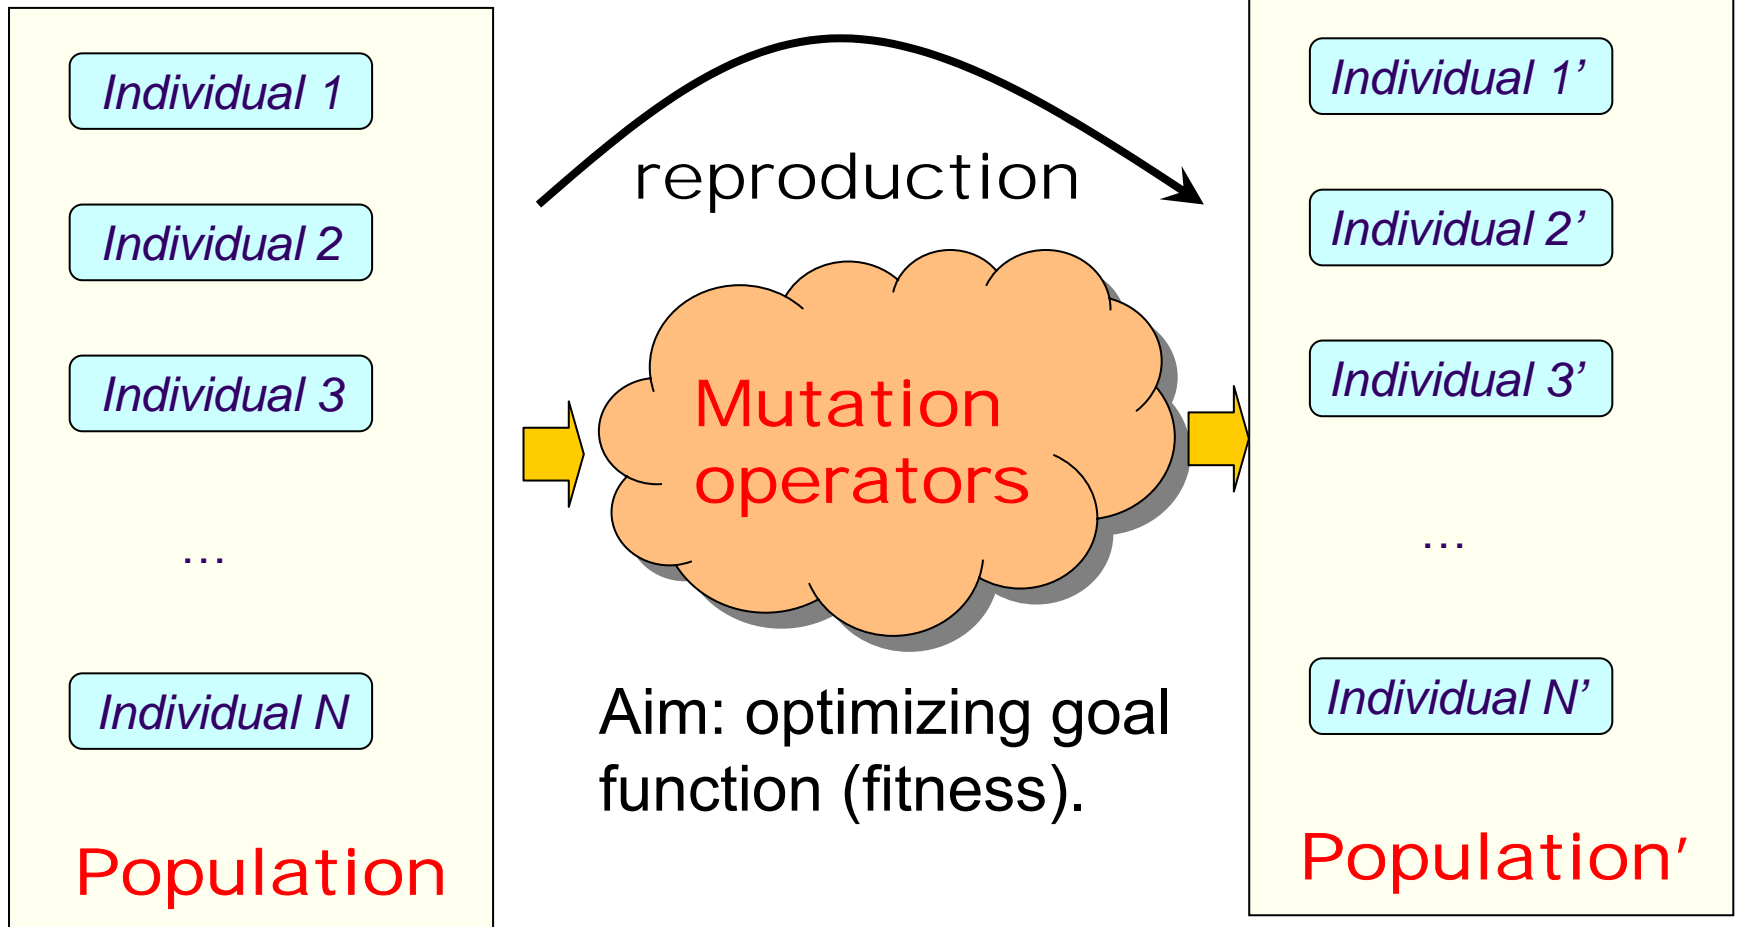 Individual 1
Individual 2
Individual 3
...
Individual N
Population
reproduction
Mutation
operators
Aim: optimizing goal
function (fitness).
Individual 1’
Individual 2’
Individual 3’
...
Individual N’
Population’